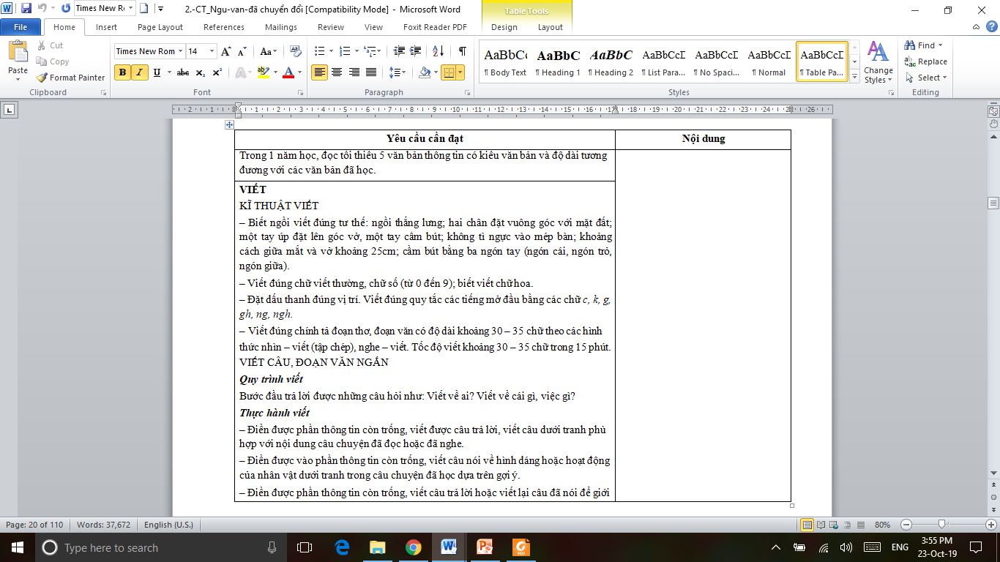 Times New Ro
2.-CT_Ngu-van-đã chuyển đổi [Compatibility Mode] - Microsoft Word
Table Tools
File
Home
Insert
Page Layout
References
Mailings
Review
View
Foxit Reader PDF
Design
Layout
Paste
Cut
Copy
Format Painter
Clipboard
Times New Rom
14
Font
Paragraph
AaBbCc
¶ Body Text
AaBbC
¶ Heading 1
AaBbC
¶ Heading 2
AaBbCcD
¶ List Para...
AaBbCcD
¶ No Spaci...
AaBbCcD
¶ Normal
AaBbCcD
¶ Table Pa...
Change Styles
Styles
Find
Replace
Select
Editing
Yêu cầu cần đạt
Nội dung
Trong 1 năm học, đọc tối thiểu 5 văn bản thông tin có kiểu văn bản và độ dài tương
đương với các văn bản đã học.
VIẾT
KĨ THUẬT VIẾT
– Biết ngồi viết đúng tư thế: ngồi thẳng lưng; hai chân đặt vuông góc với mặt đất;
một tay úp đặt lên góc vở, một tay cầm bút; không tì ngực vào mép bàn; khoảng
cách giữa mắt và vở khoảng 25cm; cầm bút bằng ba ngón tay (ngón cái, ngón trỏ,
ngón giữa).
– Viết đúng chữ viết thường, chữ số (từ 0 đến 9); biết viết chữ hoa.
– Đặt dấu thanh đúng vị trí. Viết đúng quy tắc các tiếng mở đầu bằng các chữ c, k, g,
gh, ng, ngh.
– Viết đúng chính tả đoạn thơ, đoạn văn có độ dài khoảng 30 – 35 chữ theo các hình
thức nhìn – viết (tập chép), nghe – viết. Tốc độ viết khoảng 30 – 35 chữ trong 15 phút.
VIẾT CÂU, ĐOẠN VĂN NGẮN
Quy trình viết
Bước đầu trả lời được những câu hỏi như: Viết về ai? Viết về cái gì, việc gì?
Thực hành viết
– Điền được phần thông tin còn trống, viết được câu trả lời, viết câu dưới tranh phù
hợp với nội dung câu chuyện đã đọc hoặc đã nghe.
– Điền được vào phần thông tin còn trống, viết câu nói về hình dáng hoặc hoạt động
của nhân vật dưới tranh trong câu chuyện đã học dựa trên gợi ý.
– Điền được phần thông tin còn trống, viết câu trả lời hoặc viết lại câu đã nói để giới
Page: 20 of 110
Words: 37,672
English (U.S.)
80%
Type here to search
ENG
3:55 PM
23-Oct-19